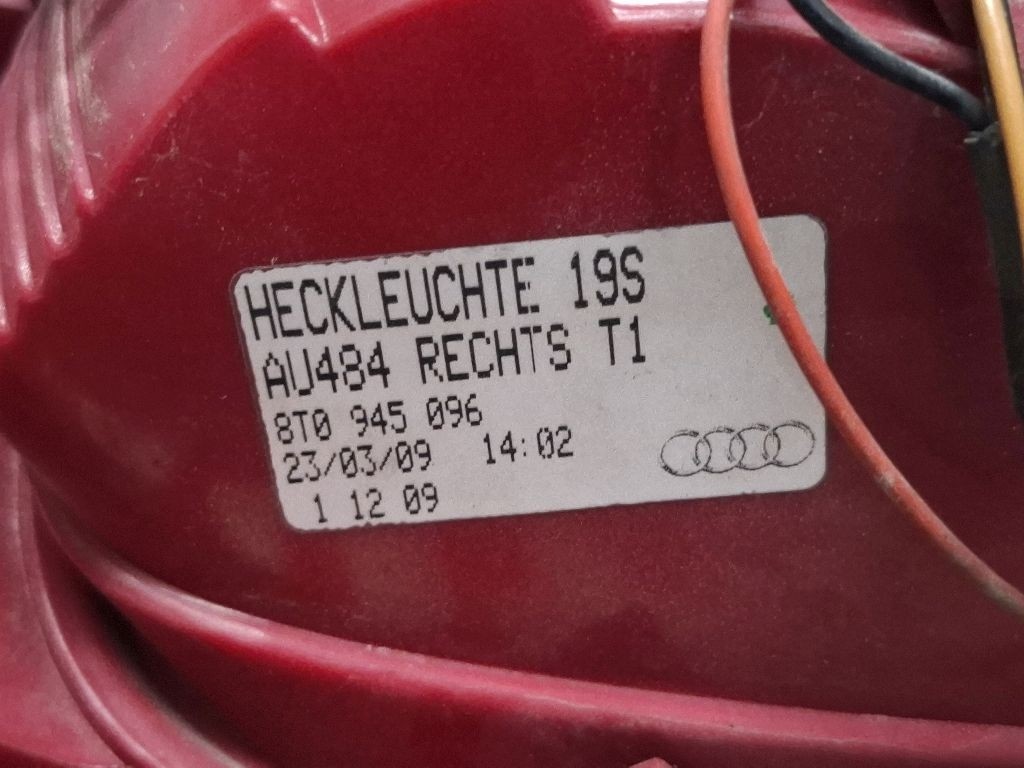 HECKLEUCHTE 19S
AU484 RECHTS T1
8T0 945 096
23/03/09 14:02
1 12 09